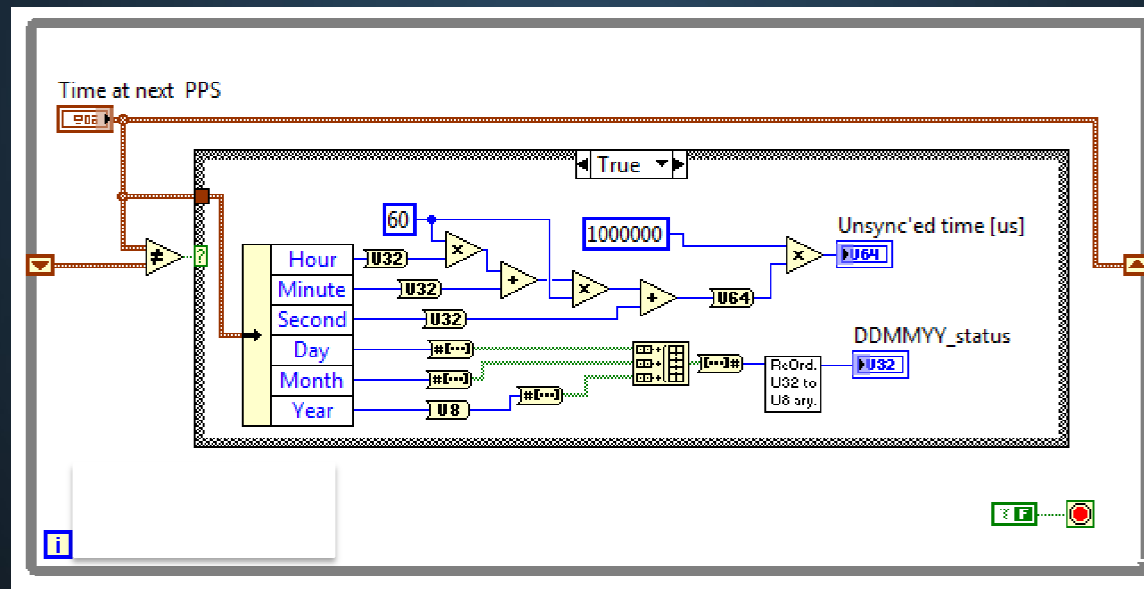 Time at next PPS
True
60
1000000
Unsync'ed time [us]
U64
Hour
U32
Minute
U32
Second
U32
U64
Day
#[...]
Month
#[...]
Year
U8
#[...]
[...]#
DDMMYY_status
ReOrd.
U32 to
U8 ary.
U32
≠
?
x
+
x
+
x
i
F